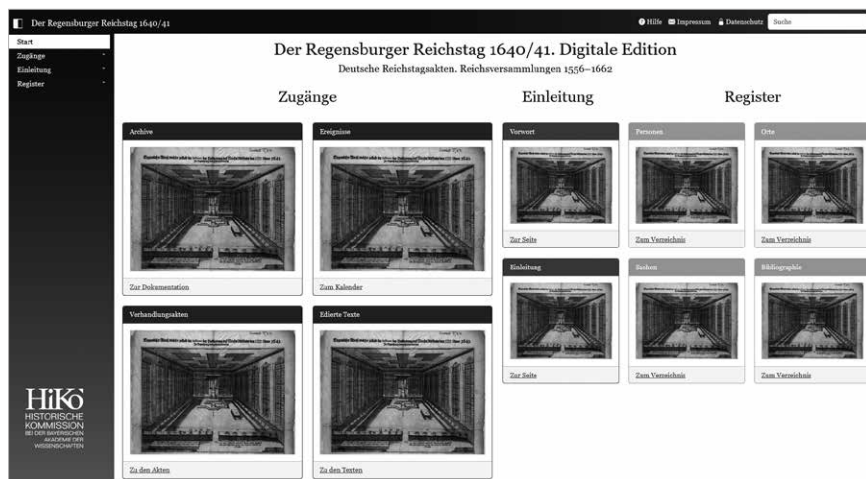 Der Regensburger Reichstag 1640/41
Hilfe
Impressum
Datenschutz
Suche
Start
Zugänge
Einleitung
Register
Der Regensburger Reichstag 1640/41. Digitale Edition
Deutsche Reichstagsakten. Reichsversammlungen 1556–1662
Zugänge
Einleitung
Register
Archive
Zur Dokumentation
Ereignisse
Zum Kalender
Verhandlungsakten
Zu den Akten
Edierte Texte
Zu den Texten
Vorwort
Zur Seite
Einleitung
Zur Seite
Personen
Zum Verzeichnis
Orte
Zum Verzeichnis
Sachen
Zum Verzeichnis
Bibliographie
Zum Verzeichnis
HiKo
HISTORISCHE
KOMMISSION
BEI DER BAYERISCHEN
AKADEMIE DER
WISSENSCHAFTEN